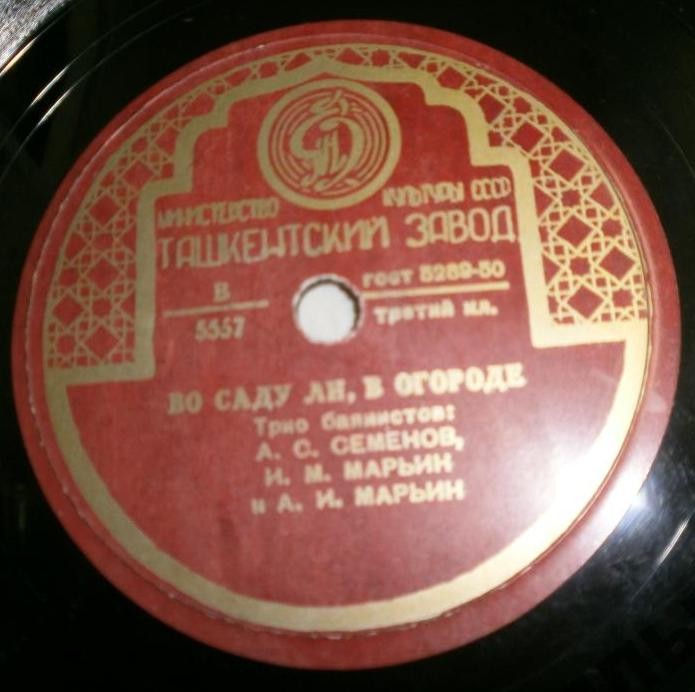 МИНИСТЕРСТВО КУЛЬТУРЫ СССР
ТАШКЕНТСКИЙ ЗАВОД
В
5557
ГОСТ 5289-50
третий кл.
ВО САДУ ЛИ, В ОГОРОДЕ
Трио баянистов:
А. С. СЕМЕНОВ,
И. М. МАРЬИН
и А. И. МАРЬИН